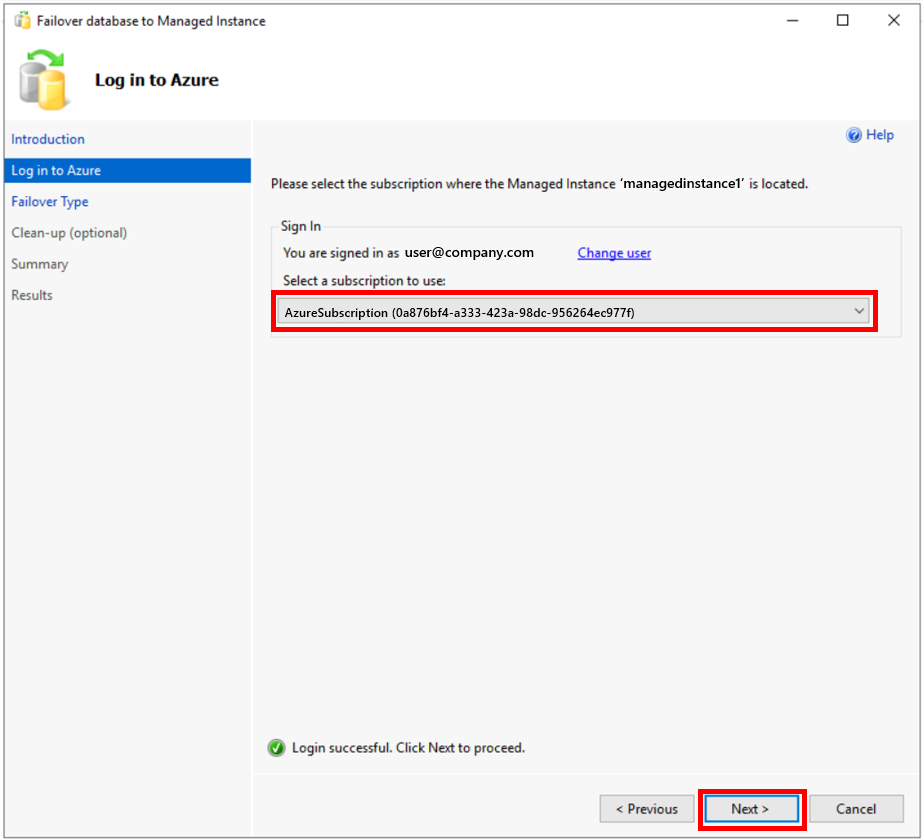 Failover database to Managed Instance
Log in to Azure
Introduction
Log in to Azure
Failover Type
Clean-up (optional)
Summary
Results
Help
Please select the subscription where the Managed Instance ‘managedinstance1’ is located.
Sign In
You are signed in as user@company.com Change user
Select a subscription to use:
AzureSubscription (0a876bf4-a333-423a-98dc-956264ec977f)
Login successful. Click Next to proceed.
< Previous Next > Cancel